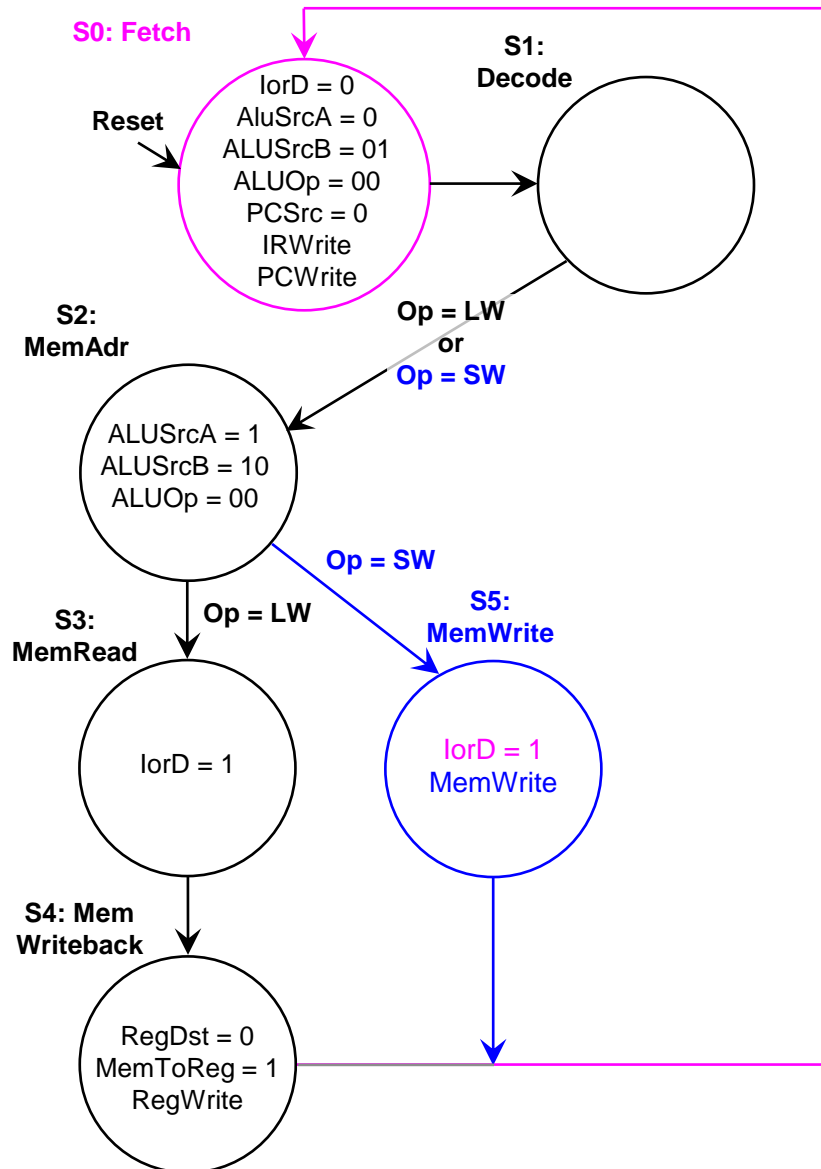 S0: Fetch
S1:
Decode
Reset
IorD = 0
AluSrcA = 0
ALUSrcB = 01
ALUOp = 00
PCSrc = 0
IRWrite
PCWrite
S2:
MemAdr
Op = LW
or
Op = SW
ALUSrcA = 1
ALUSrcB = 10
ALUOp = 00
Op = SW
Op = LW
S3:
MemRead
S5:
MemWrite
IorD = 1
IorD = 1
MemWrite
S4: Mem
Writeback
RegDst = 0
MemToReg = 1
RegWrite